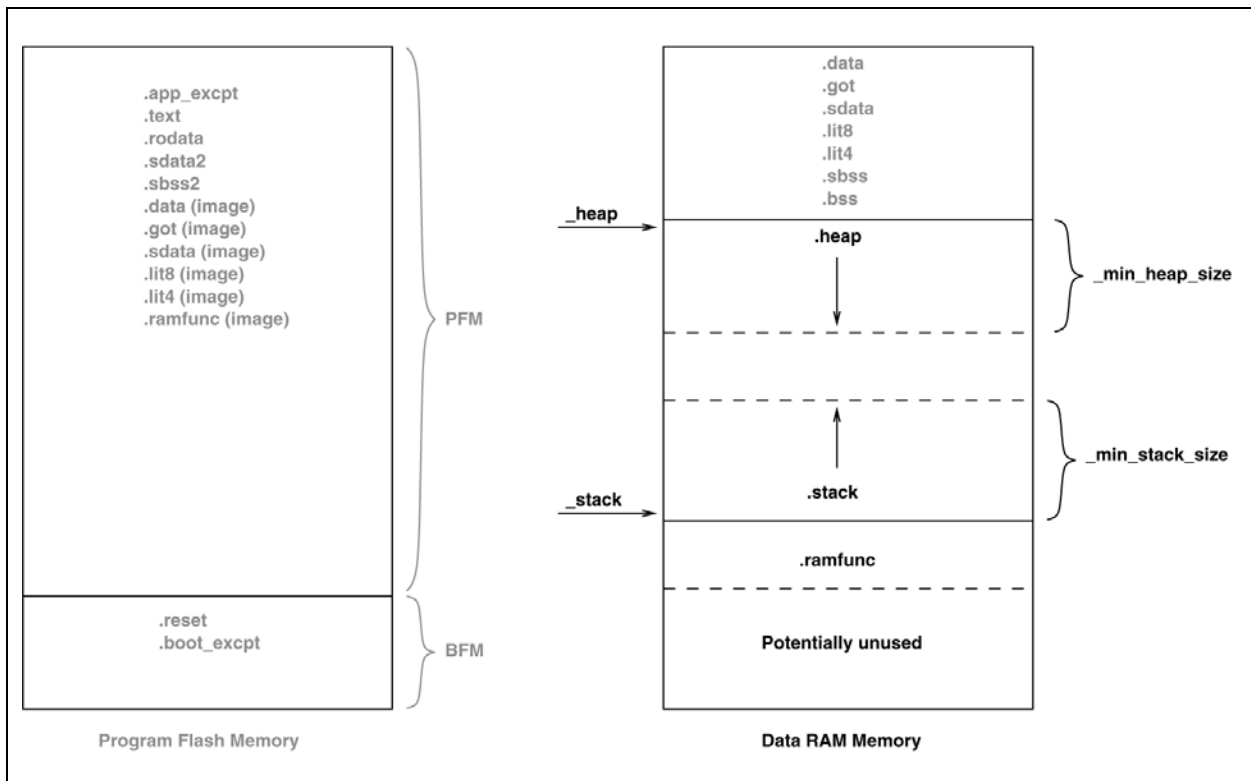 .app_excpt
.text
.rodata
.sdata2
.sbss2
.data (image)
.got (image)
.sdata (image)
.lit8 (image)
.lit4 (image)
.ramfunc (image)
PFM
.reset
.boot_excpt
BFM
Program Flash Memory
.data
.got
.sdata
.lit8
.lit4
.sbss
.bss
_heap
.heap
_min_heap_size
_min_stack_size
.stack
_stack
.ramfunc
Potentially unused
Data RAM Memory